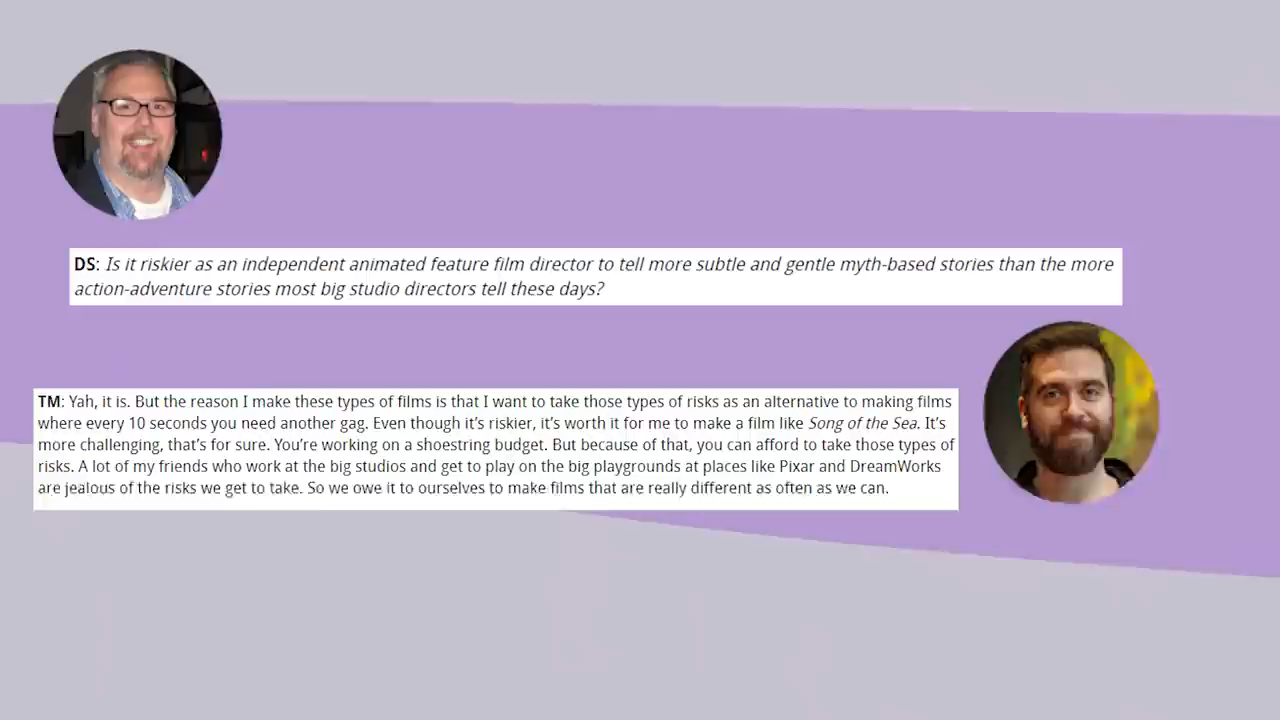 DS: Is it riskier as an independent animated feature film director to tell more subtle and gentle myth-based stories than the more
action-adventure stories most big studio directors tell these days?
TM: Yah, it is. But the reason I make these types of films is that I want to take those types of risks as an alternative to making films
where every 10 seconds you need another gag. Even though it’s riskier, it’s worth it for me to make a film like Song of the Sea. It’s
more challenging, that’s for sure. You’re working on a shoestring budget. But because of that, you can afford to take those types of
risks. A lot of my friends who work at the big studios and get to play on the big playgrounds at places like Pixar and DreamWorks
are jealous of the risks we get to take. So we owe it to ourselves to make films that are really different as often as we can.